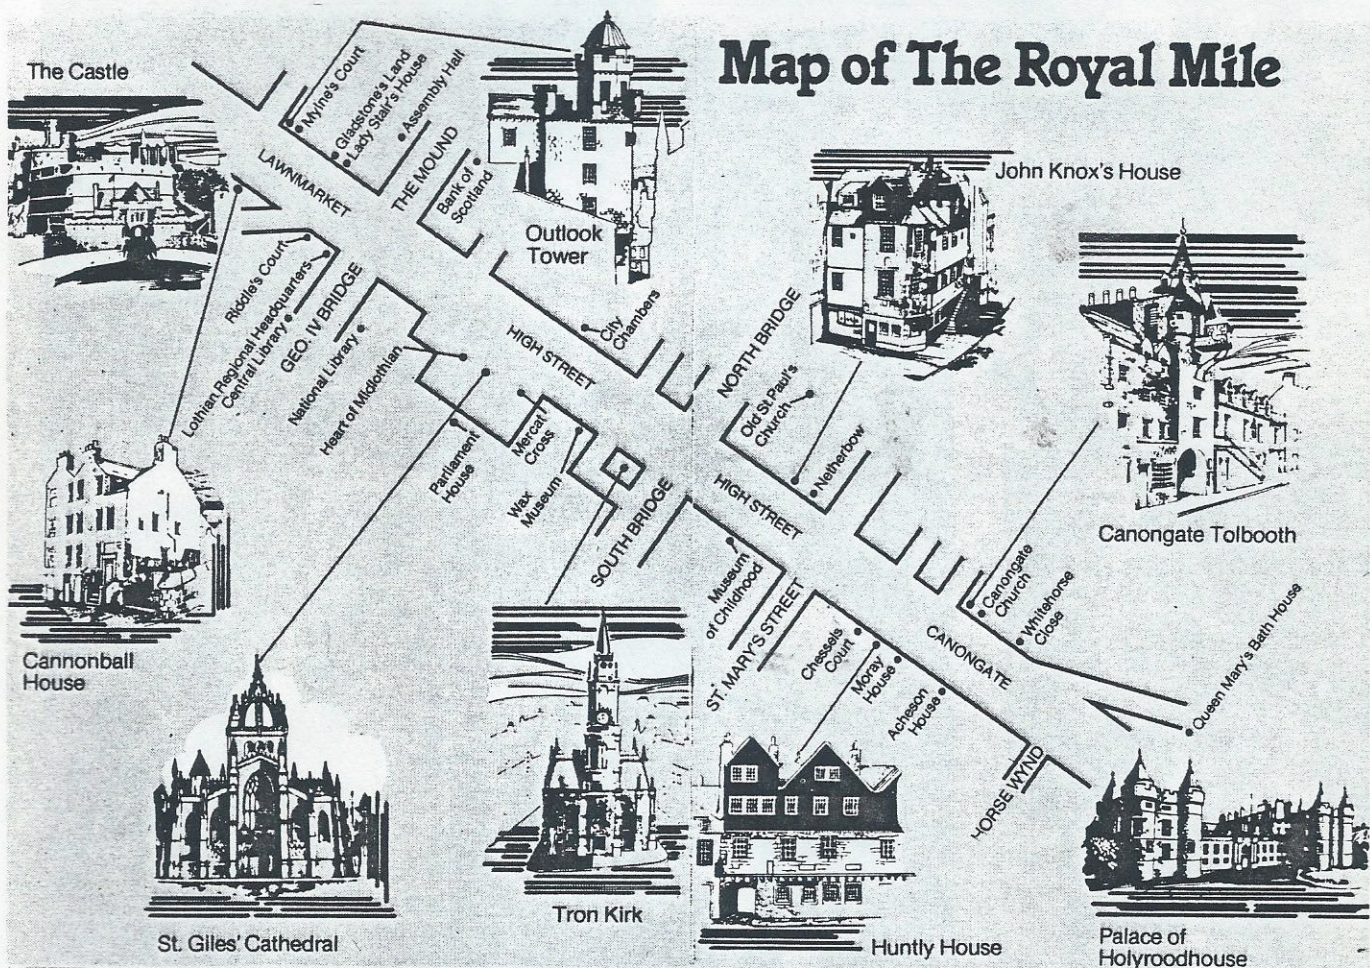 Map of The Royal Mile
The Castle
Mylne's Court
Gladstone's Land
Lady Stair's House
Assembly Hall
LAWNMARKET
THE MOUND
Bank of
Scotland
Outlook
Tower
John Knox's House
Riddle's Court
Lothian Regional Headquarters
Central Library
GEO. IV BRIDGE
National Library
Heart of Midlothian
HIGH STREET
City
Chambers
NORTH BRIDGE
Old St Paul's
Church
Netherbow
Parliament
House
Mercat
Cross
Wax
Museum
SOUTH BRIDGE
HIGH STREET
Canongate Tolbooth
Museum
of Childhood
ST. MARY'S STREET
Canongate
Church
Whitehorse
Close
CANONGATE
Chessels
Court
Moray
House
Acheson
House
Queen Mary's Bath House
HORSE WYND
Cannonball
House
St. Giles' Cathedral
Tron Kirk
Huntly House
Palace of
Holyroodhouse